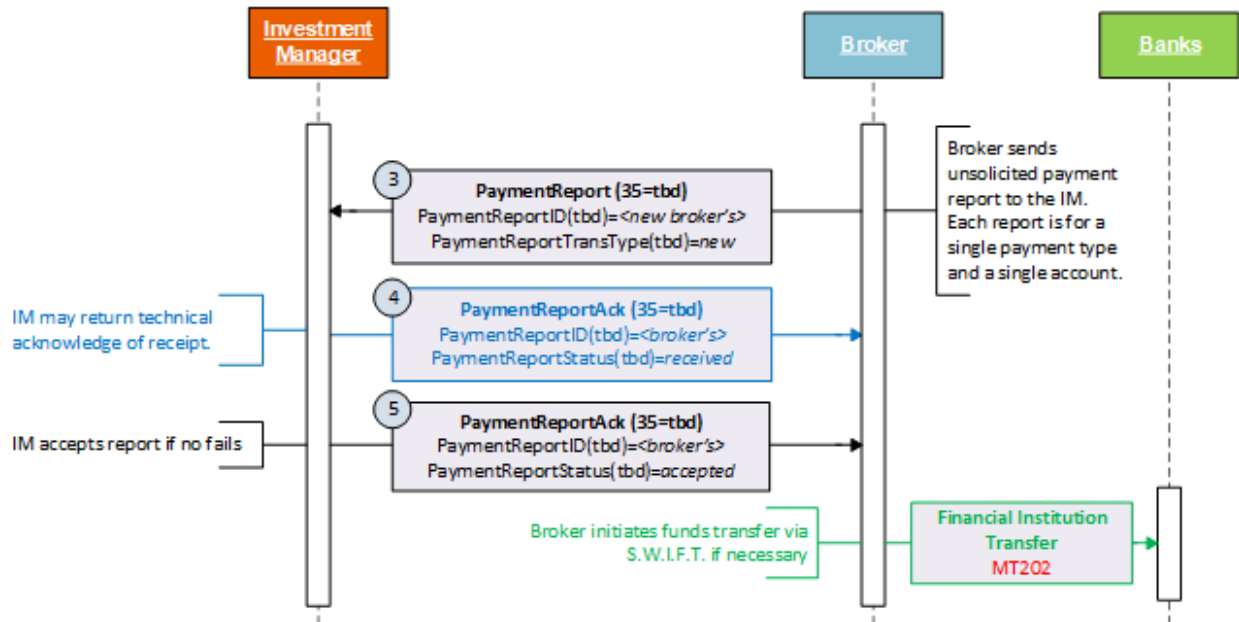 Investment
Manager
Broker
Banks
Broker sends
unsolicited payment
report to the IM.
Each report is for a
single payment type
and a single account.
3
PaymentReport (35=tbd)
PaymentReportID(tbd)=<new broker's>
PaymentReportTransType(tbd)=new
IM may return technical
acknowledge of receipt.
4
PaymentReportAck (35=tbd)
PaymentReportID(tbd)=<broker's>
PaymentReportStatus(tbd)=received
IM accepts report if no fails
5
PaymentReportAck (35=tbd)
PaymentReportID(tbd)=<broker's>
PaymentReportStatus(tbd)=accepted
Broker initiates funds transfer via
S.W.I.F.T. if necessary
Financial Institution
Transfer
MT202